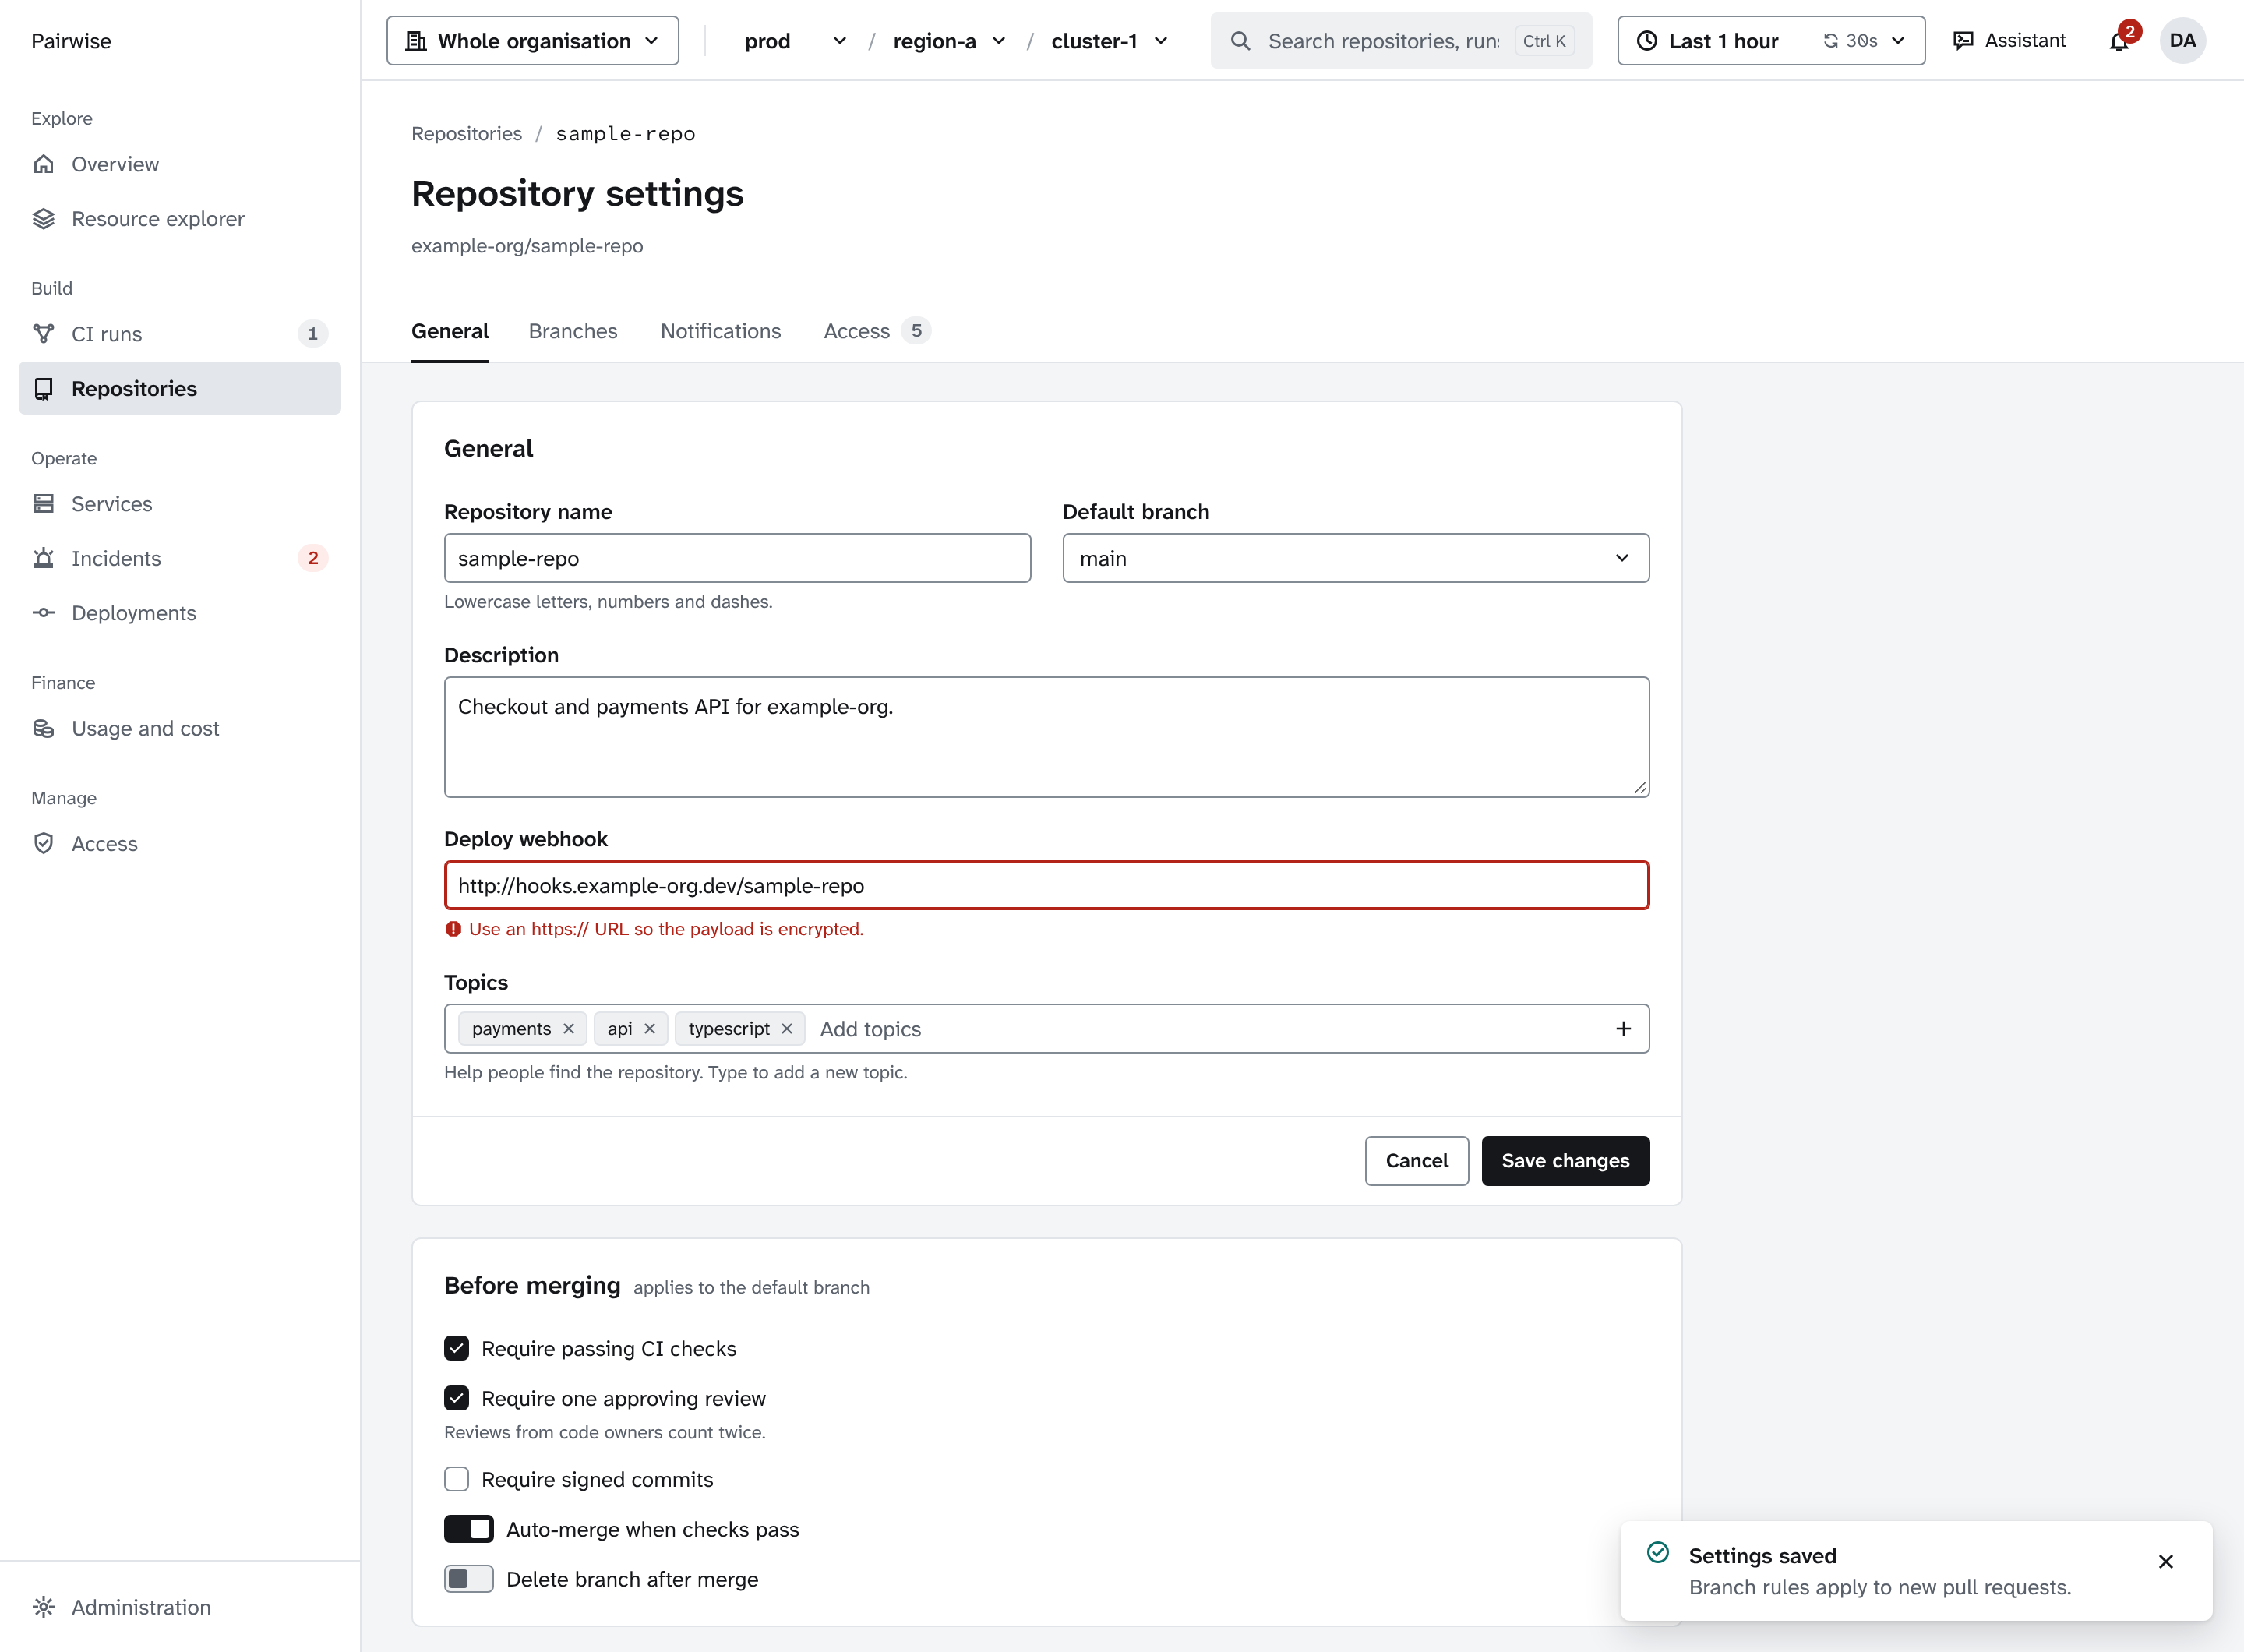 Pairwise
Explore
Overview
Resource explorer
Build
CI runs 1
Repositories
Operate
Services
Incidents 2
Deployments
Finance
Usage and cost
Manage
Access
Administration
Whole organisation prod / region-a / cluster-1 Search repositories, run Ctrl K Last 1 hour 30s Assistant 2 DA
Repositories / sample-repo
Repository settings
example-org/sample-repo
General Branches Notifications Access 5
General
Repository name Default branch
sample-repo main
Lowercase letters, numbers and dashes.
Description
Checkout and payments API for example-org.
Deploy webhook
http://hooks.example-org.dev/sample-repo
Use an https:// URL so the payload is encrypted.
Topics
payments api typescript Add topics
Help people find the repository. Type to add a new topic.
Cancel Save changes
Before merging applies to the default branch
Require passing CI checks
Require one approving review
Reviews from code owners count twice.
Require signed commits
Auto-merge when checks pass
Delete branch after merge
Settings saved
Branch rules apply to new pull requests.